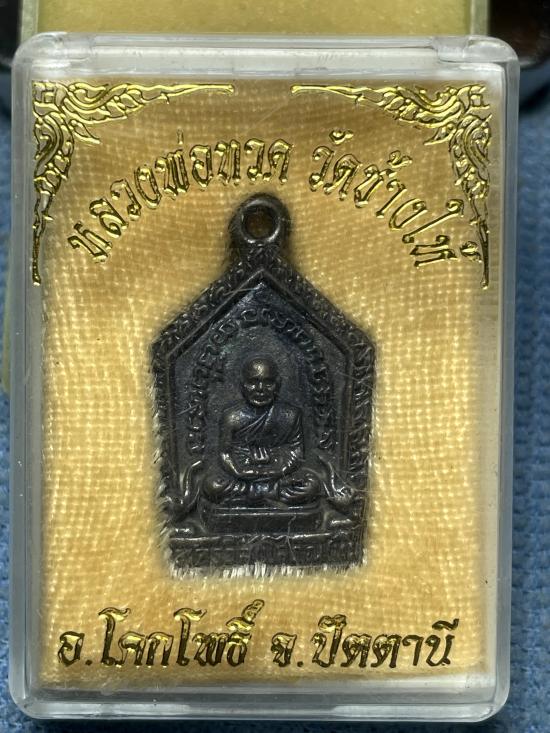 หลวงพ่อทวด วัดช้างให้
อ.โคกโพธิ์ จ.ปัตตานี